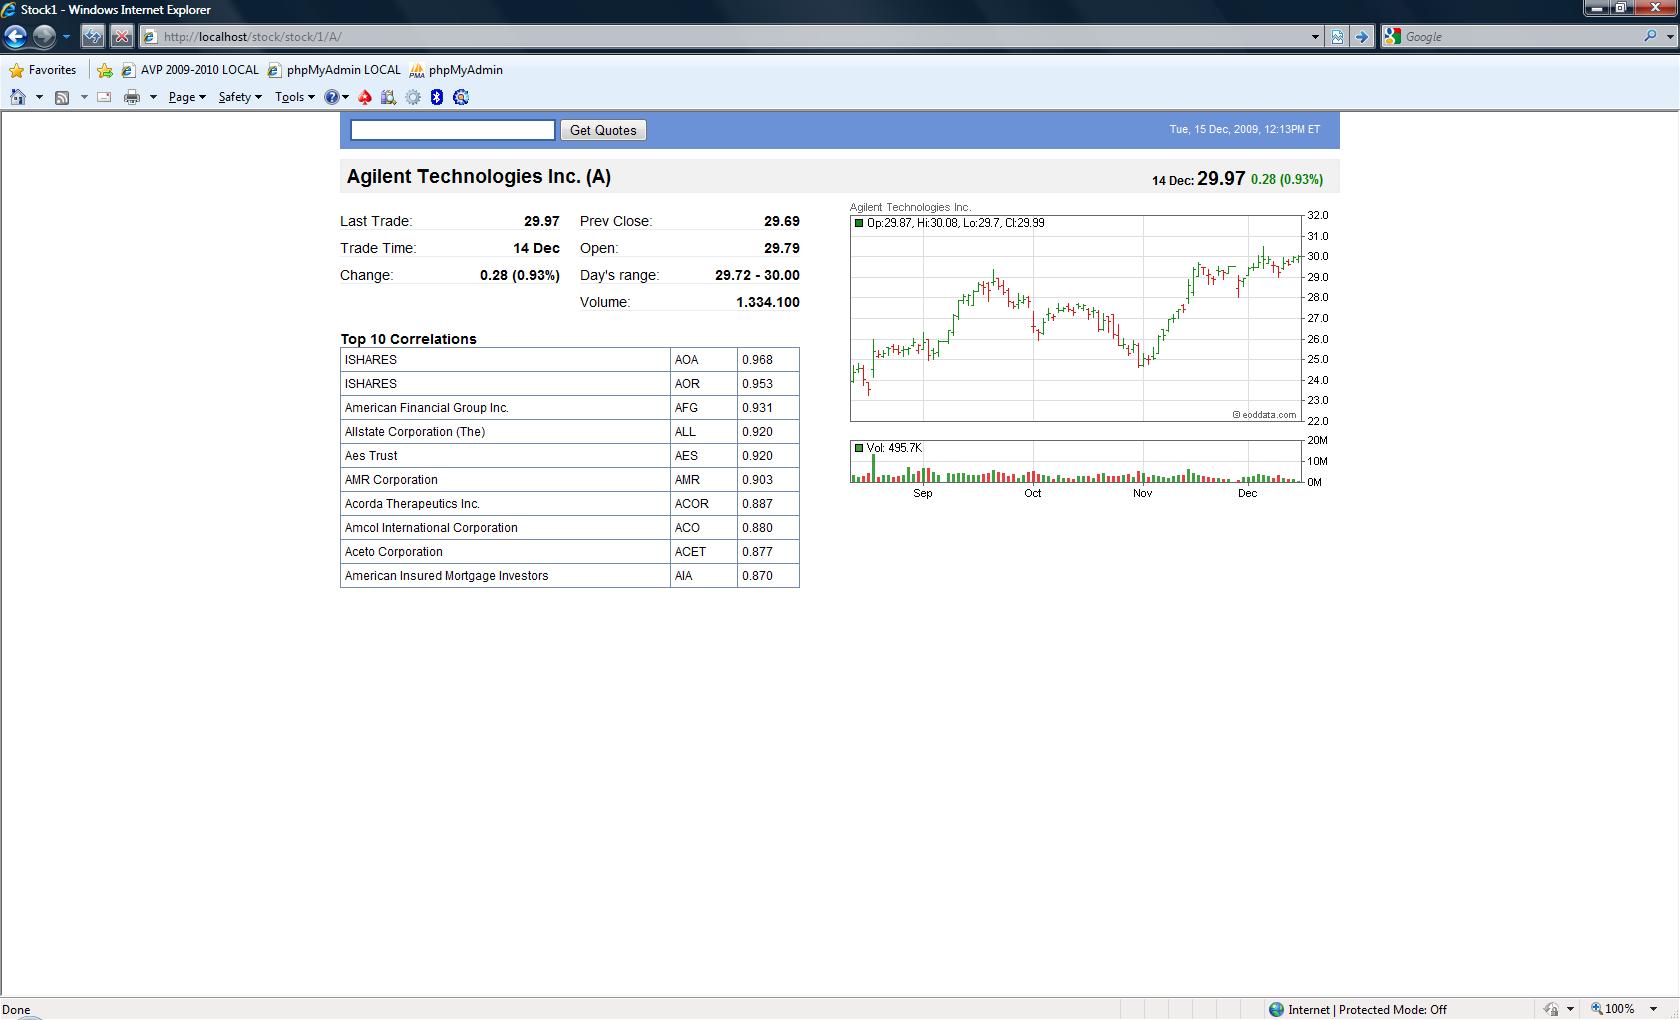 Stock1 - Windows Internet Explorer
http://localhost/stock/stock/1/A/
Google
Favorites
AVP 2009-2010 LOCAL
phpMyAdmin LOCAL
PMA
phpMyAdmin
Page
Safety
Tools
Get Quotes
Tue, 15 Dec, 2009, 12:13PM ET
Agilent Technologies Inc. (A)
14 Dec: 29.97 0.28 (0.93%)
Last Trade: 29.97
Trade Time: 14 Dec
Change: 0.28 (0.93%)
Prev Close: 29.69
Open: 29.79
Day's range: 29.72 - 30.00
Volume: 1.334.100
Top 10 Correlations
ISHARES AOA 0.968
ISHARES AOR 0.953
American Financial Group Inc. AFG 0.931
Allstate Corporation (The) ALL 0.920
Aes Trust AES 0.920
AMR Corporation AMR 0.903
Acorda Therapeutics Inc. ACOR 0.887
Amcol International Corporation ACO 0.880
Aceto Corporation ACET 0.877
American Insured Mortgage Investors AIA 0.870
Agilent Technologies Inc.
Op:29.87, Hi:30.08, Lo:29.7, Cl:29.99
32.0
31.0
30.0
29.0
28.0
27.0
26.0
25.0
24.0
23.0
22.0
© eoddata.com
Vol: 495.7K
20M
10M
0M
Sep Oct Nov Dec
Done
Internet | Protected Mode: Off
100%